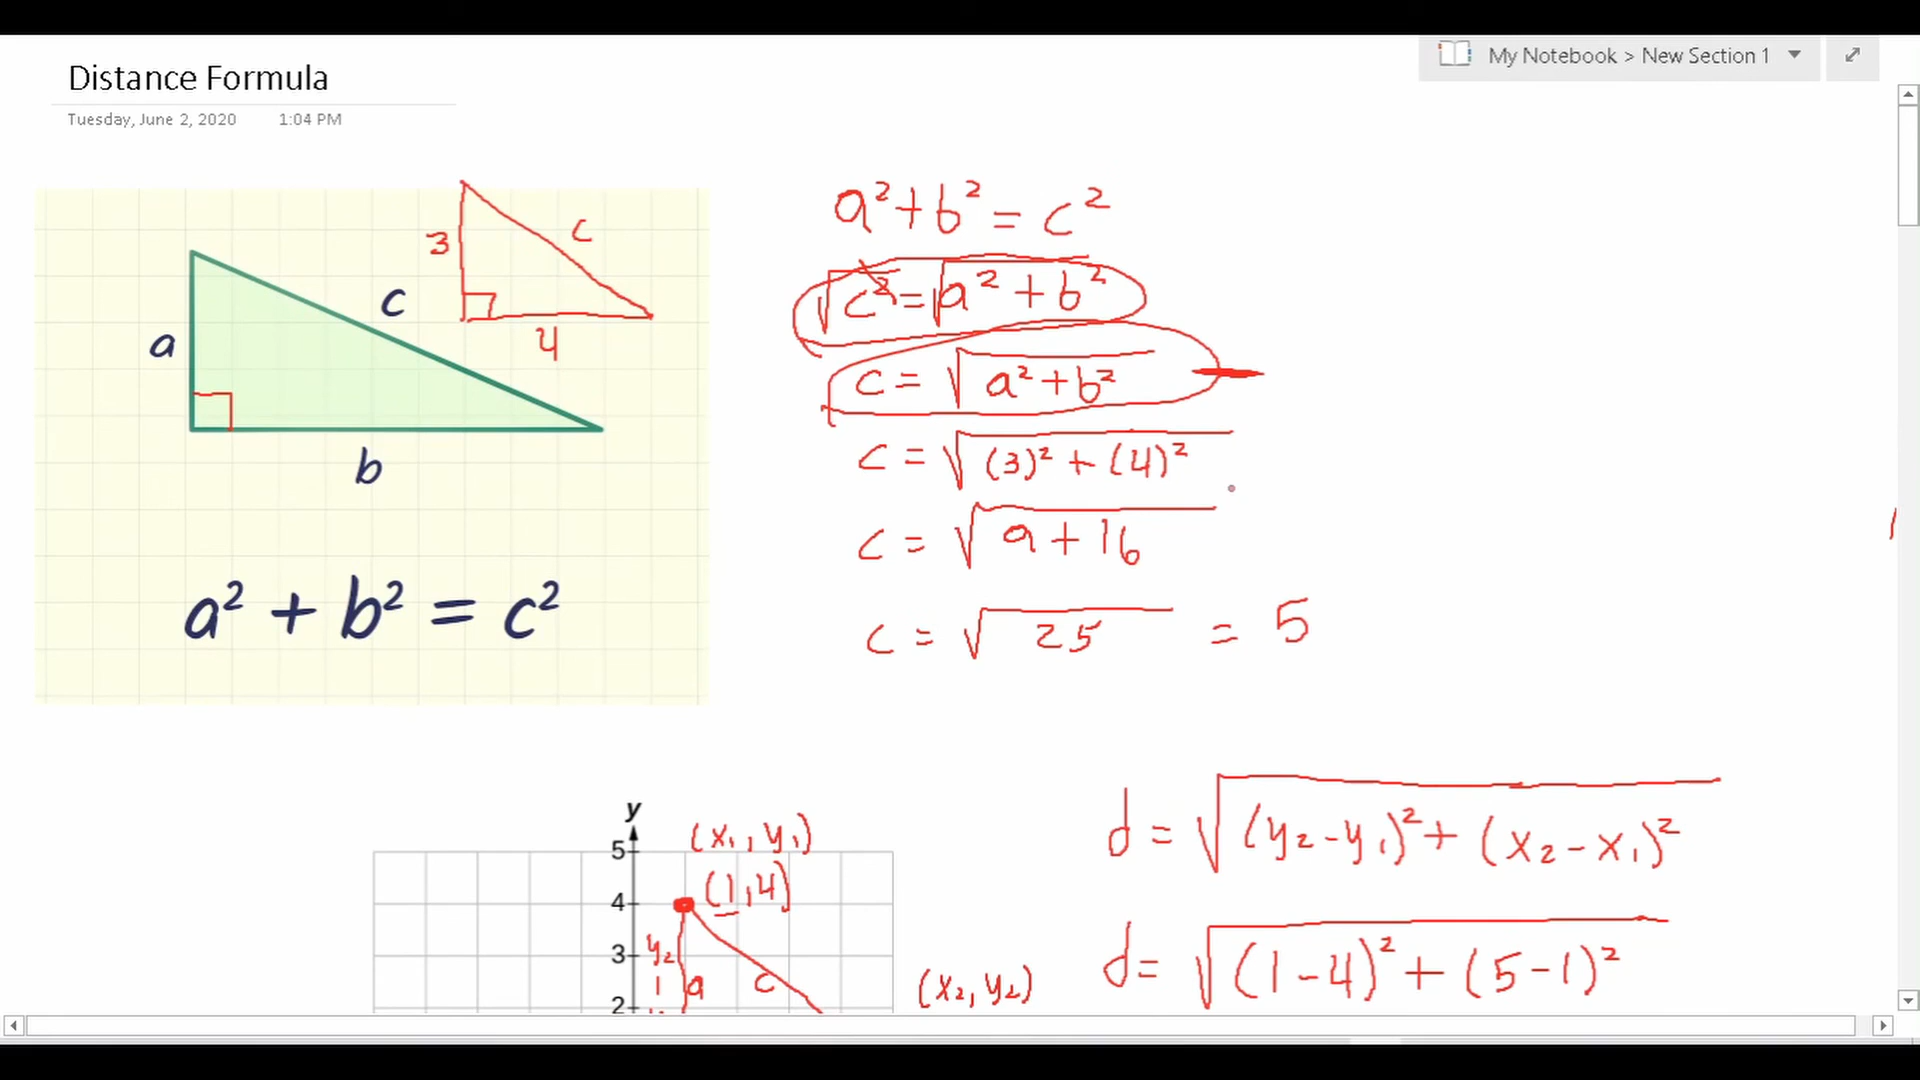 My Notebook > New Section 1
Distance Formula
Tuesday, June 2, 2020 1:04 PM
a
b
c
3
c
4
a² + b² = c²
a² + b² = c²
√c² = √a² + b²
c = √a² + b²
c = √(3)² + (4)²
c = √9 + 16
c = √25 = 5
y
5
4
3
2
(x₁, y₁)
(1, 4)
y₂
1
a
c
(x₂, y₂)
d = √(y₂ - y₁)² + (x₂ - x₁)²
d = √(1 - 4)² + (5 - 1)²